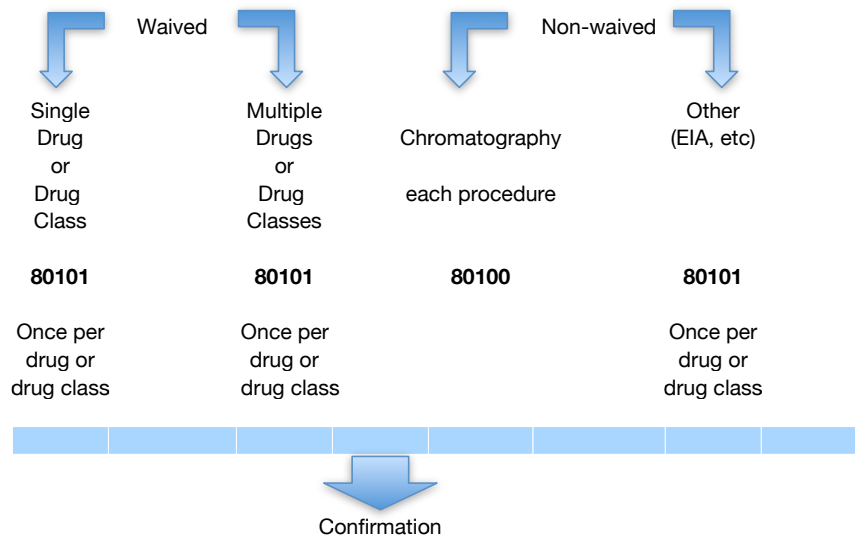 Waived
Non-waived
Single
Drug
or
Drug
Class
Multiple
Drugs
or
Drug
Classes
Chromatography
each procedure
Other
(EIA, etc)
80101
80101
80100
80101
Once per
drug or
drug class
Once per
drug or
drug class
Once per
drug or
drug class
Confirmation